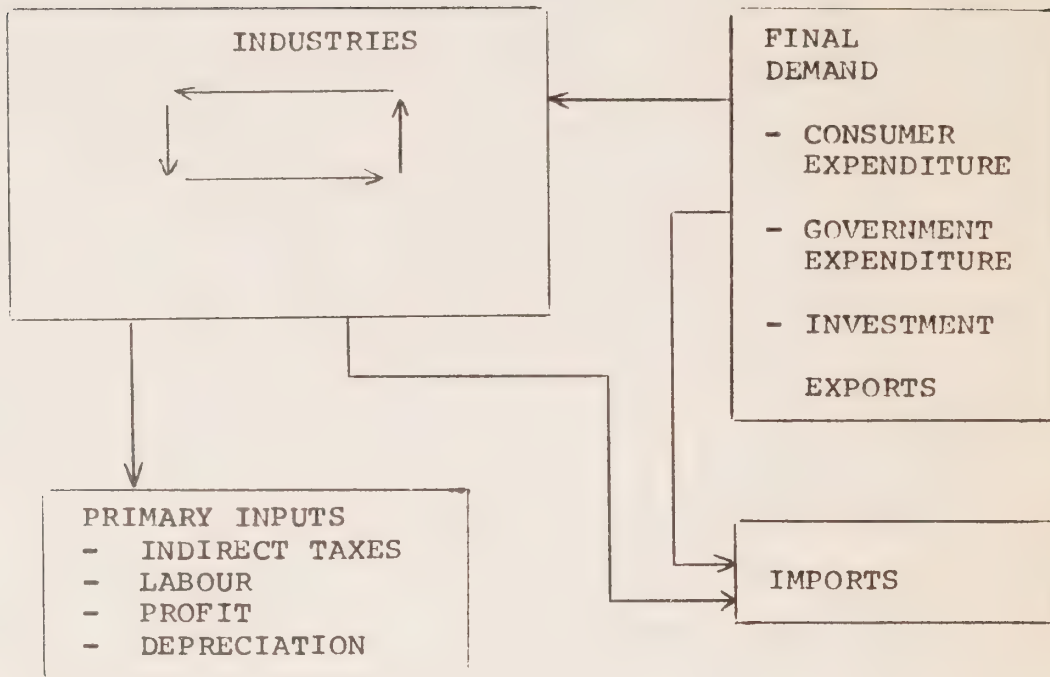 INDUSTRIES
FINAL
DEMAND
- CONSUMER
EXPENDITURE
- GOVERNMENT
EXPENDITURE
- INVESTMENT
EXPORTS
PRIMARY INPUTS
- INDIRECT TAXES
- LABOUR
- PROFIT
- DEPRECIATION
IMPORTS